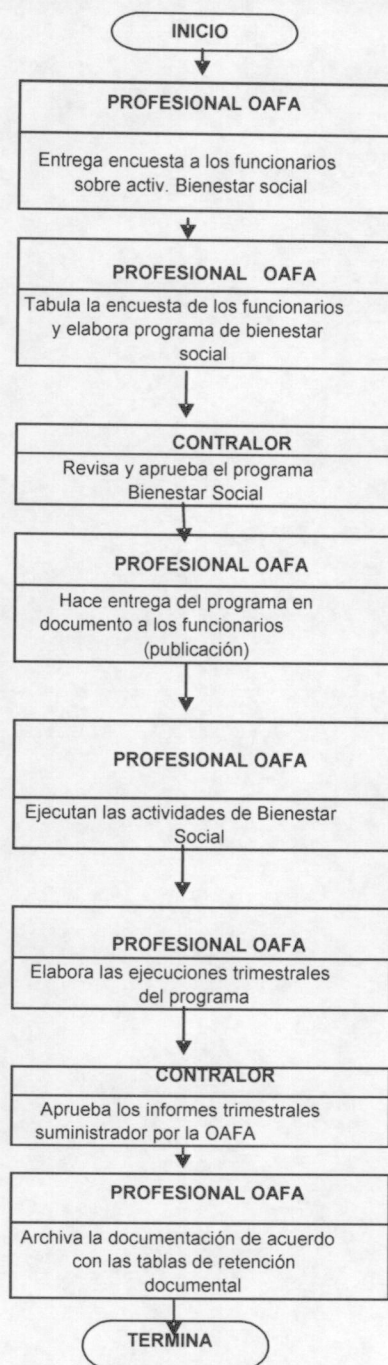 INICIO
PROFESIONAL OAFA
Entrega encuesta a los funcionarios
sobre activ. Bienestar social
PROFESIONAL OAFA
Tabula la encuesta de los funcionarios
y elabora programa de bienestar
social
CONTRALOR
Revisa y aprueba el programa
Bienestar Social
PROFESIONAL OAFA
Hace entrega del programa en
documento a los funcionarios
(publicación)
PROFESIONAL OAFA
Ejecutan las actividades de Bienestar
Social
PROFESIONAL OAFA
Elabora las ejecuciones trimestrales
del programa
CONTRALOR
Aprueba los informes trimestrales
suministrador por la OAFA
PROFESIONAL OAFA
Archiva la documentación de acuerdo
con las tablas de retención
documental
TERMINA